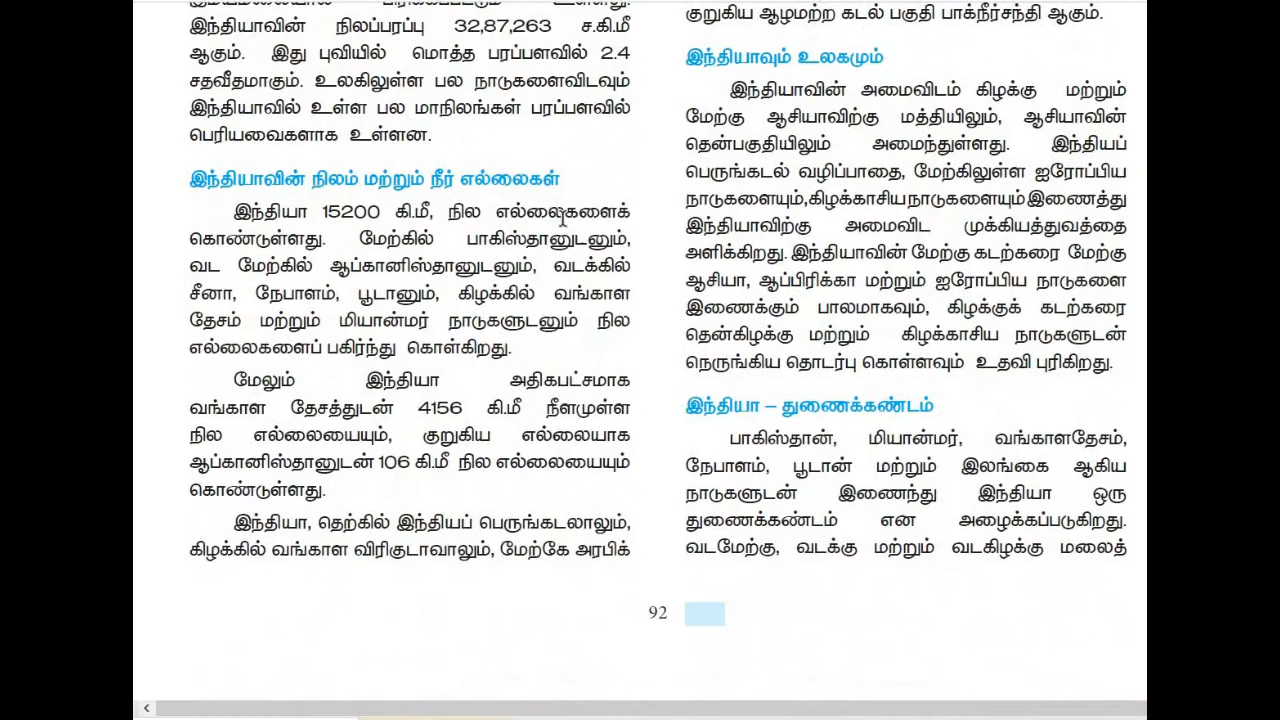 இந்தியாவின் நிலப்பரப்பு 32,87,263 ச.கி.மீ
ஆகும். இது புவியில் மொத்த பரப்பளவில் 2.4
சதவீதமாகும். உலகிலுள்ள பல நாடுகளைவிடவும்
இந்தியாவில் உள்ள பல மாநிலங்கள் பரப்பளவில்
பெரியவைகளாக உள்ளன.
இந்தியாவின் நிலம் மற்றும் நீர் எல்லைகள்
இந்தியா 15200 கி.மீ, நில எல்லைகளைக்
கொண்டுள்ளது. மேற்கில் பாகிஸ்தானுடனும்,
வட மேற்கில் ஆப்கானிஸ்தானுடனும், வடக்கில்
சீனா, நேபாளம், பூடானும், கிழக்கில் வங்காள
தேசம் மற்றும் மியான்மர் நாடுகளுடனும் நில
எல்லைகளைப் பகிர்ந்து கொள்கிறது.
மேலும் இந்தியா அதிகபட்சமாக
வங்காள தேசத்துடன் 4156 கி.மீ நீளமுள்ள
நில எல்லையையும், குறுகிய எல்லையாக
ஆப்கானிஸ்தானுடன் 106 கி.மீ நில எல்லையையும்
கொண்டுள்ளது.
இந்தியா, தெற்கில் இந்தியப் பெருங்கடலாலும்,
கிழக்கில் வங்காள விரிகுடாவாலும், மேற்கே அரபிக்
குறுகிய ஆழமற்ற கடல் பகுதி பாக்நீர்சந்தி ஆகும்.
இந்தியாவும் உலகமும்
இந்தியாவின் அமைவிடம் கிழக்கு மற்றும்
மேற்கு ஆசியாவிற்கு மத்தியிலும், ஆசியாவின்
தென்பகுதியிலும் அமைந்துள்ளது. இந்தியப்
பெருங்கடல் வழிப்பாதை, மேற்கிலுள்ள ஐரோப்பிய
நாடுகளையும்,கிழக்காசிய நாடுகளையும் இணைத்து
இந்தியாவிற்கு அமைவிட முக்கியத்துவத்தை
அளிக்கிறது. இந்தியாவின் மேற்கு கடற்கரை மேற்கு
ஆசியா, ஆப்பிரிக்கா மற்றும் ஐரோப்பிய நாடுகளை
இணைக்கும் பாலமாகவும், கிழக்குக் கடற்கரை
தென்கிழக்கு மற்றும் கிழக்காசிய நாடுகளுடன்
நெருங்கிய தொடர்பு கொள்ளவும் உதவி புரிகிறது.
இந்தியா – துணைக்கண்டம்
பாகிஸ்தான், மியான்மர், வங்காளதேசம்,
நேபாளம், பூடான் மற்றும் இலங்கை ஆகிய
நாடுகளுடன் இணைந்து இந்தியா ஒரு
துணைக்கண்டம் என அழைக்கப்படுகிறது.
வடமேற்கு, வடக்கு மற்றும் வடகிழக்கு மலைத்
92